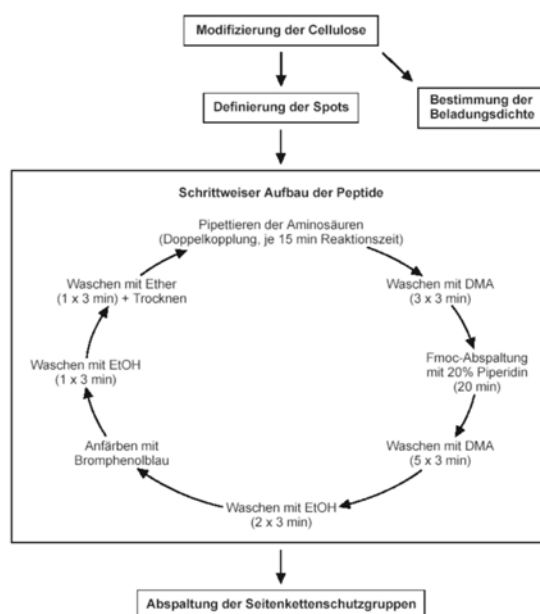 Modifizierung der Cellulose
Definierung der Spots
Bestimmung der
Beladungsdichte
Schrittweiser Aufbau der Peptide
Pipettieren der Aminosäuren
(Doppelkopplung, je 15 min Reaktionszeit)
Waschen mit DMA
(3 x 3 min)
Fmoc-Abspaltung
mit 20% Piperidin
(20 min)
Waschen mit DMA
(5 x 3 min)
Waschen mit EtOH
(2 x 3 min)
Anfärben mit
Bromphenolblau
Waschen mit EtOH
(1 x 3 min)
Waschen mit Ether
(1 x 3 min) + Trocknen
Abspaltung der Seitenkettenschutzgruppen